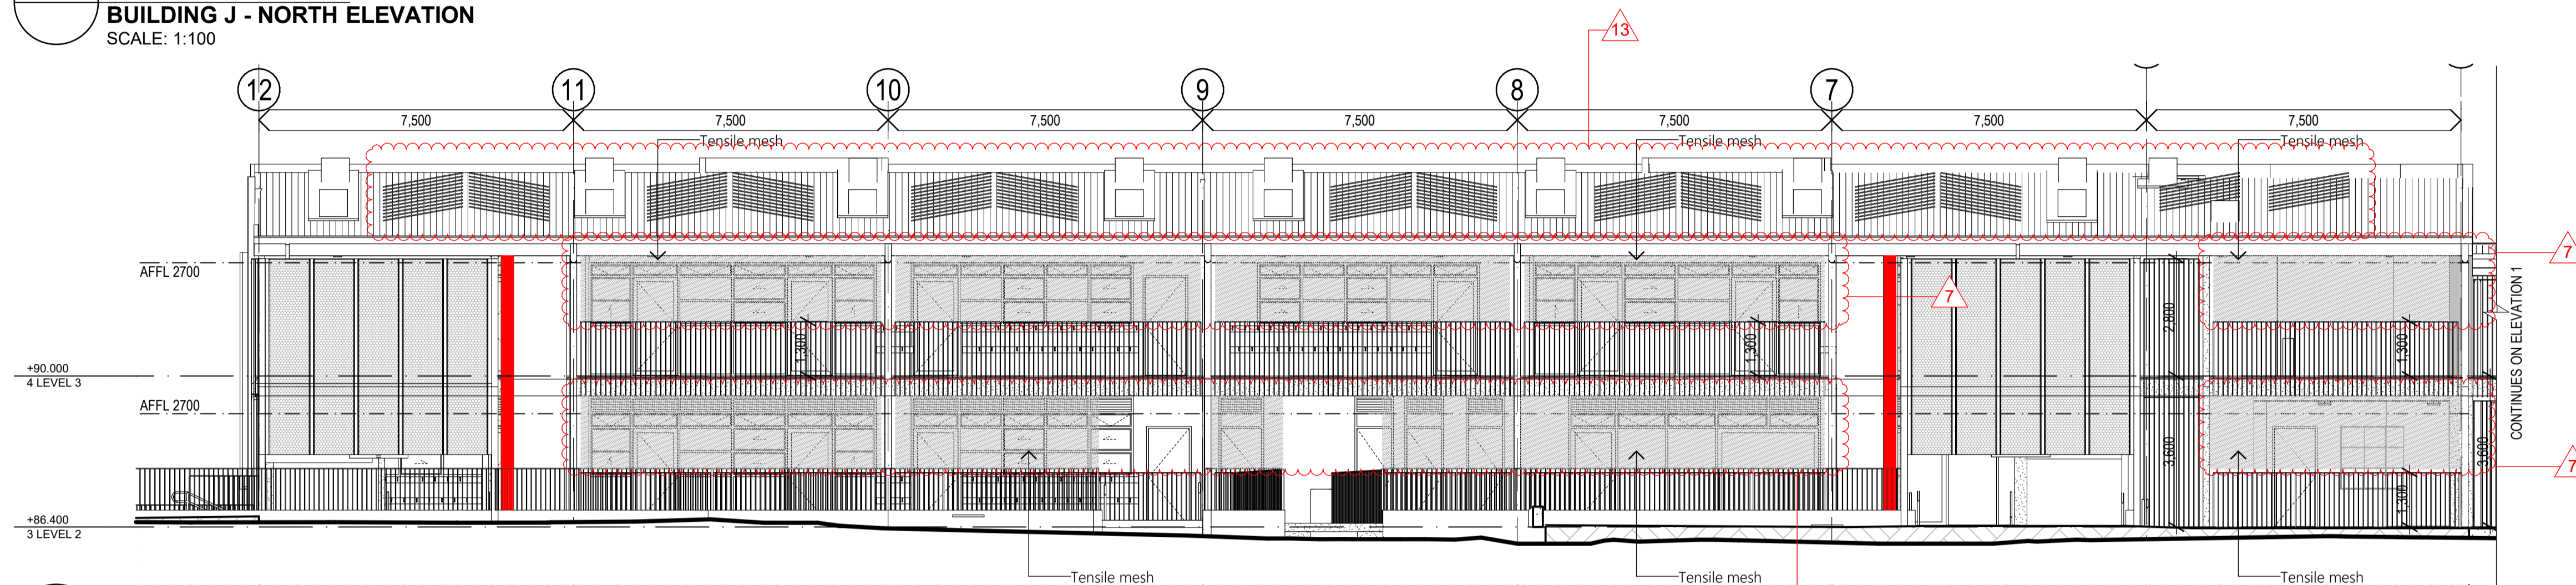 BUILDING J - NORTH ELEVATION
SCALE: 1:100
13
12
11
10
9
8
7
7,500
7,500
7,500
7,500
7,500
7,500
7,500
Tensile mesh
Tensile mesh
Tensile mesh
7
AFFL 2700
7
2,800
1,300
1,300
1,300
CONTINUES ON ELEVATION 1
+90.000
4 LEVEL 3
AFFL 2700
3,600
3,600
7
1,300
+86.400
3 LEVEL 2
Tensile mesh
Tensile mesh
Tensile mesh